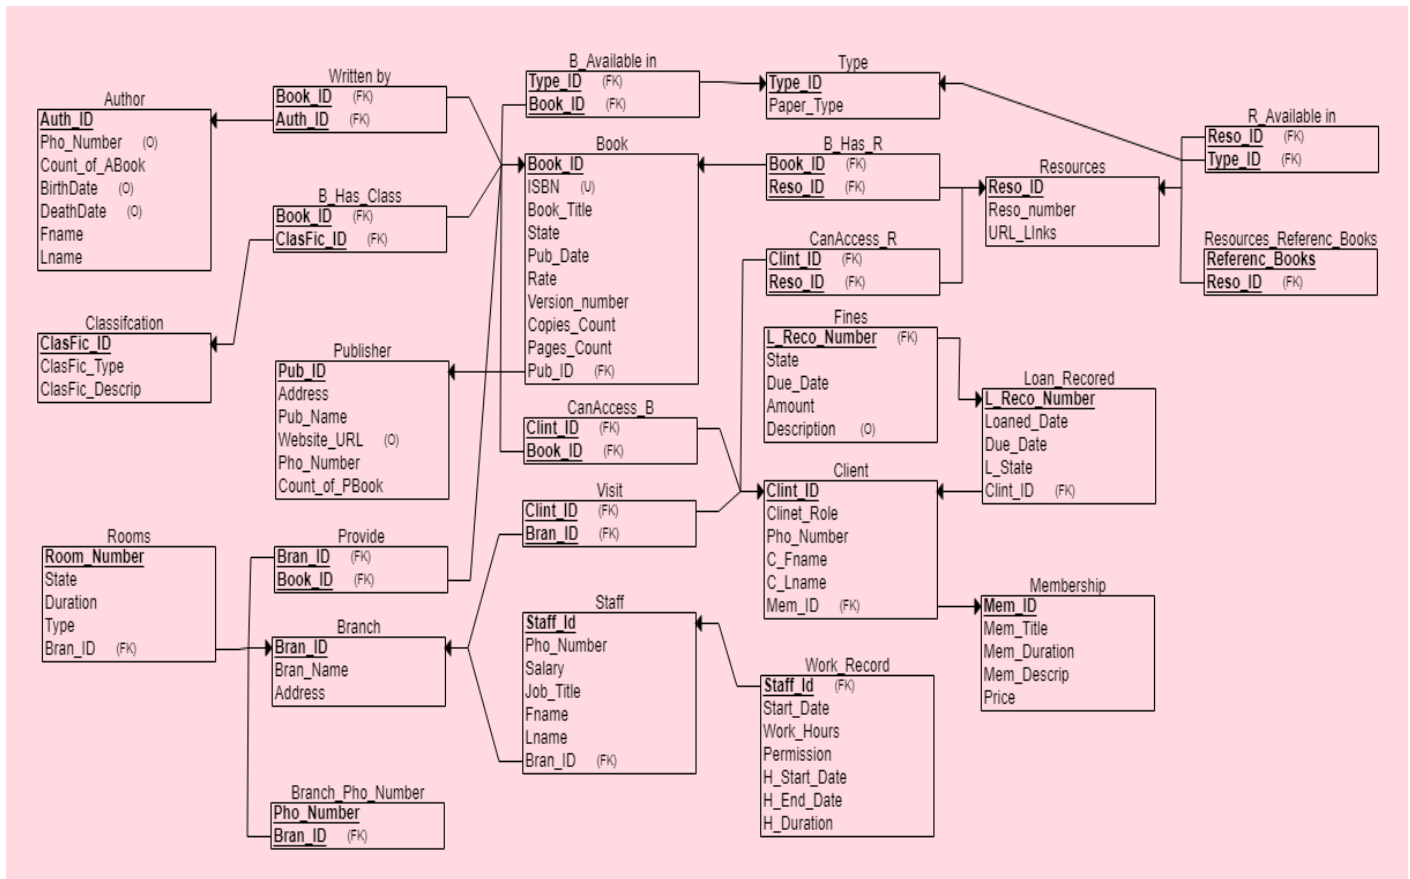 Author
Auth_ID
Pho_Number (O)
Count_of_ABook
BirthDate (O)
DeathDate (O)
Fname
Lname
Written by
Book_ID (FK)
Auth_ID (FK)
B_Has_Class
Book_ID (FK)
ClasFic_ID (FK)
Classifcation
ClasFic_ID
ClasFic_Type
ClasFic_Descrip
Publisher
Pub_ID
Address
Pub_Name
Website_URL (O)
Pho_Number
Count_of_PBook
Rooms
Room_Number
State
Duration
Type
Bran_ID (FK)
Provide
Bran_ID (FK)
Book_ID (FK)
Branch
Bran_ID
Bran_Name
Address
Branch_Pho_Number
Pho_Number
Bran_ID (FK)
B_Available in
Type_ID (FK)
Book_ID (FK)
Book
Book_ID
ISBN (U)
Book_Title
State
Pub_Date
Rate
Version_number
Copies_Count
Pages_Count
Pub_ID (FK)
CanAccess_B
Clint_ID (FK)
Book_ID (FK)
Visit
Clint_ID (FK)
Bran_ID (FK)
Staff
Staff_Id
Pho_Number
Salary
Job_Title
Fname
Lname
Bran_ID (FK)
Type
Type_ID
Paper_Type
B_Has_R
Book_ID (FK)
Reso_ID (FK)
CanAccess_R
Clint_ID (FK)
Reso_ID (FK)
Fines
L_Reco_Number (FK)
State
Due_Date
Amount
Description (O)
Client
Clint_ID
Clinet_Role
Pho_Number
C_Fname
C_Lname
Mem_ID (FK)
Work_Record
Staff_Id (FK)
Start_Date
Work_Hours
Permission
H_Start_Date
H_End_Date
H_Duration
Resources
Reso_ID
Reso_number
URL_LInks
Loan_Recored
L_Reco_Number
Loaned_Date
Due_Date
L_State
Clint_ID (FK)
Membership
Mem_ID
Mem_Title
Mem_Duration
Mem_Descrip
Price
R_Available in
Reso_ID (FK)
Type_ID (FK)
Resources_Referenc_Books
Referenc_Books
Reso_ID (FK)